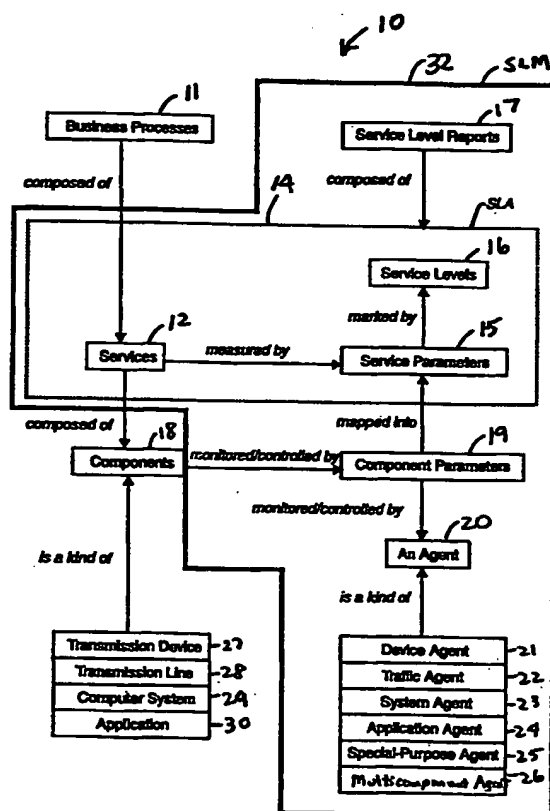 10
32 SLM
11 17
Business Processes Service Level Reports
composed of composed of
14 SLA
16
Service Levels
marked by
12 15
Services measured by Service Parameters
composed of mapped into
18 19
Components monitored/controlled by Component Parameters
monitored/controlled by
20
An Agent
is a kind of is a kind of
Transmission Device 27 Device Agent 21
Transmission Line 28 Traffic Agent 22
Computer System 29 System Agent 23
Application 30 Application Agent 24
Special-Purpose Agent 25
Multicomponent Agent 26